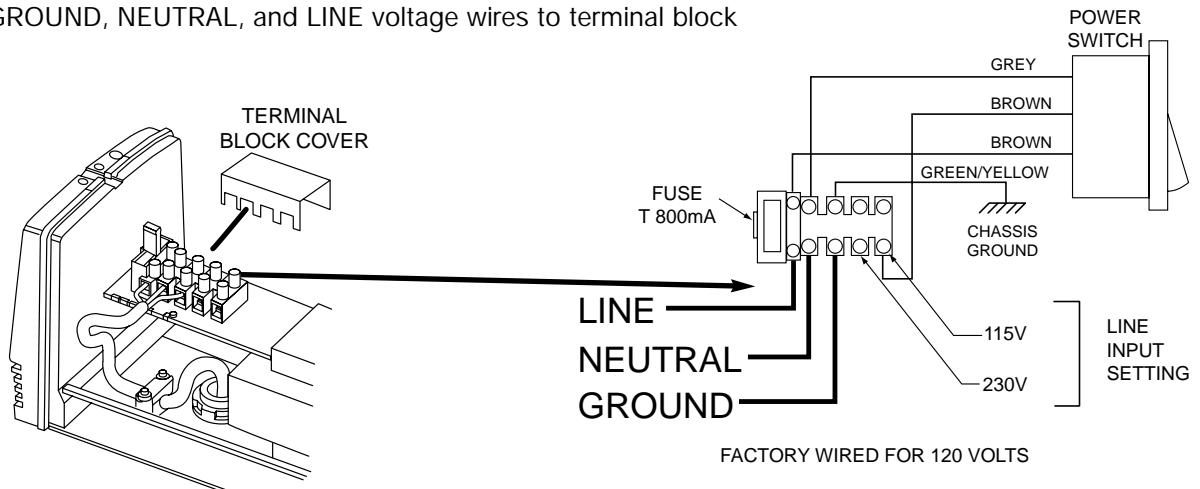 GROUND, NEUTRAL, and LINE voltage wires to terminal block
POWER
SWITCH
GREY
BROWN
BROWN
GREEN/YELLOW
TERMINAL
BLOCK COVER
FUSE
T 800mA
CHASSIS
GROUND
LINE
NEUTRAL
GROUND
115V
230V
LINE
INPUT
SETTING
FACTORY WIRED FOR 120 VOLTS